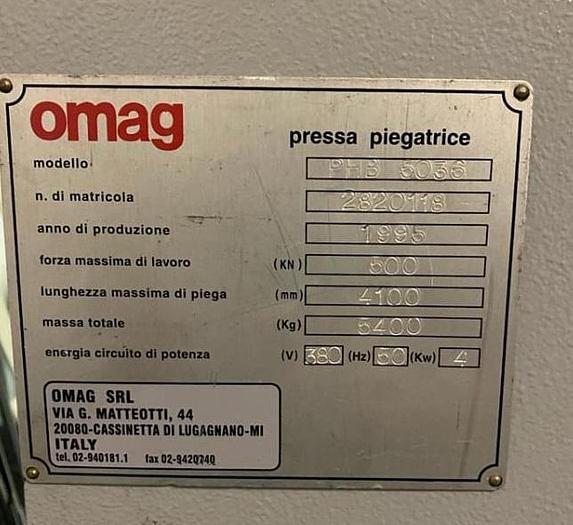 omag
pressa piegatrice
modello PHB 5036
n. di matricola 2820118
anno di produzione 1995
forza massima di lavoro (KN) 500
lunghezza massima di piega (mm) 4100
massa totale (Kg) 5400
energia circuito di potenza (V) 380 (Hz) 50 (Kw) 4
OMAG SRL
VIA G. MATTEOTTI, 44
20080-CASSINETTA DI LUGAGNANO-MI
ITALY
tel. 02-940181.1 fax 02-9420740